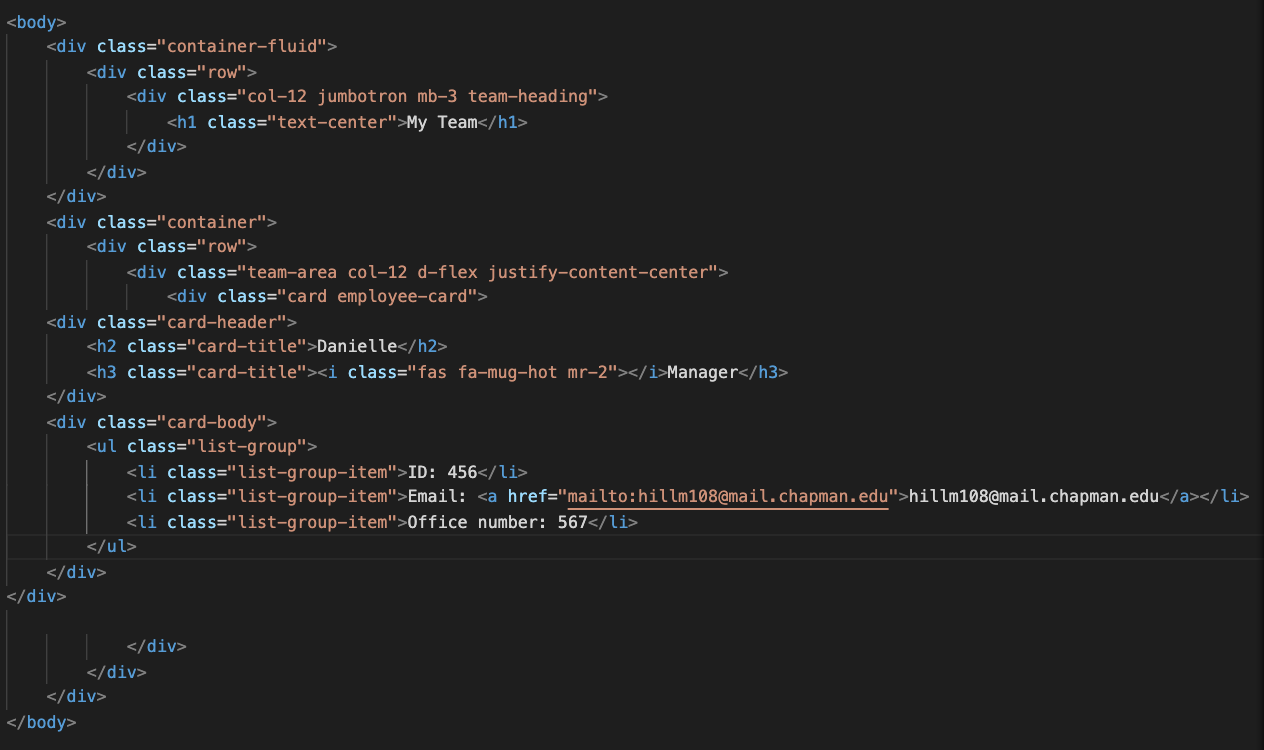 <body>
    <div class="container-fluid">
        <div class="row">
            <div class="col-12 jumbotron mb-3 team-heading">
                <h1 class="text-center">My Team</h1>
            </div>
        </div>
    </div>
    <div class="container">
        <div class="row">
            <div class="team-area col-12 d-flex justify-content-center">
                <div class="card employee-card">
    <div class="card-header">
        <h2 class="card-title">Danielle</h2>
        <h3 class="card-title"><i class="fas fa-mug-hot mr-2"></i>Manager</h3>
    </div>
    <div class="card-body">
        <ul class="list-group">
            <li class="list-group-item">ID: 456</li>
            <li class="list-group-item">Email: <a href="mailto:hillm108@mail.chapman.edu">hillm108@mail.chapman.edu</a></li>
            <li class="list-group-item">Office number: 567</li>
        </ul>
    </div>
</div>

            </div>
        </div>
    </div>
</body>